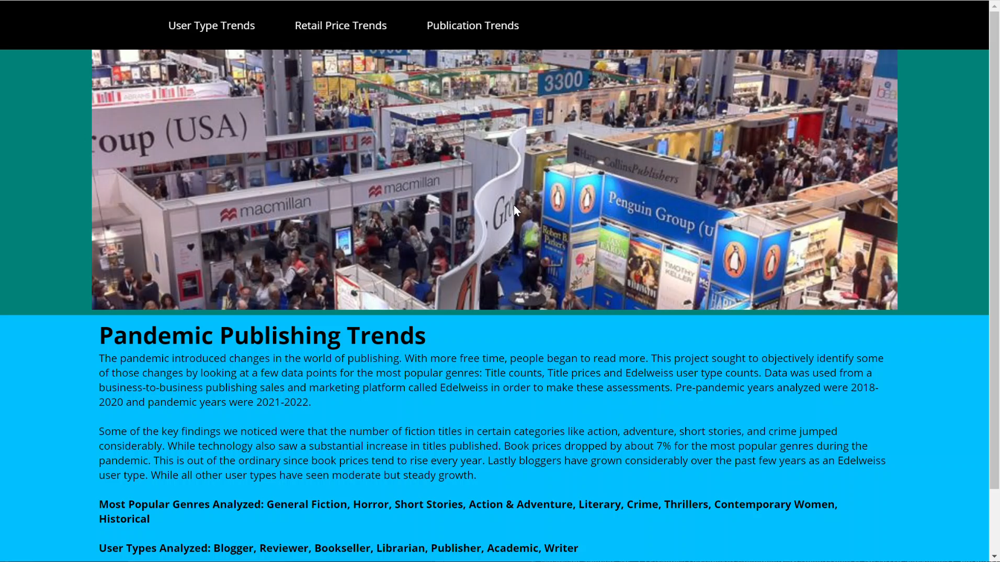 User Type Trends Retail Price Trends Publication Trends
3300
ABRAMS
roup (USA)
HarperCollinsPublishers
macmillan
macmillan
Penguin Group (U
Gro
Robert B.
Parker's
JAN
KARON
TIMOTHY
KELLER
Pandemic Publishing Trends
The pandemic introduced changes in the world of publishing. With more free time, people began to read more. This project sought to objectively identify some
of those changes by looking at a few data points for the most popular genres: Title counts, Title prices and Edelweiss user type counts. Data was used from a
business-to-business publishing sales and marketing platform called Edelweiss in order to make these assessments. Pre-pandemic years analyzed were 2018-
2020 and pandemic years were 2021-2022.
Some of the key findings we noticed were that the number of fiction titles in certain categories like action, adventure, short stories, and crime jumped
considerably. While technology also saw a substantial increase in titles published. Book prices dropped by about 7% for the most popular genres during the
pandemic. This is out of the ordinary since book prices tend to rise every year. Lastly bloggers have grown considerably over the past few years as an Edelweiss
user type. While all other user types have seen moderate but steady growth.
Most Popular Genres Analyzed: General Fiction, Horror, Short Stories, Action & Adventure, Literary, Crime, Thrillers, Contemporary Women,
Historical
User Types Analyzed: Blogger, Reviewer, Bookseller, Librarian, Publisher, Academic, Writer